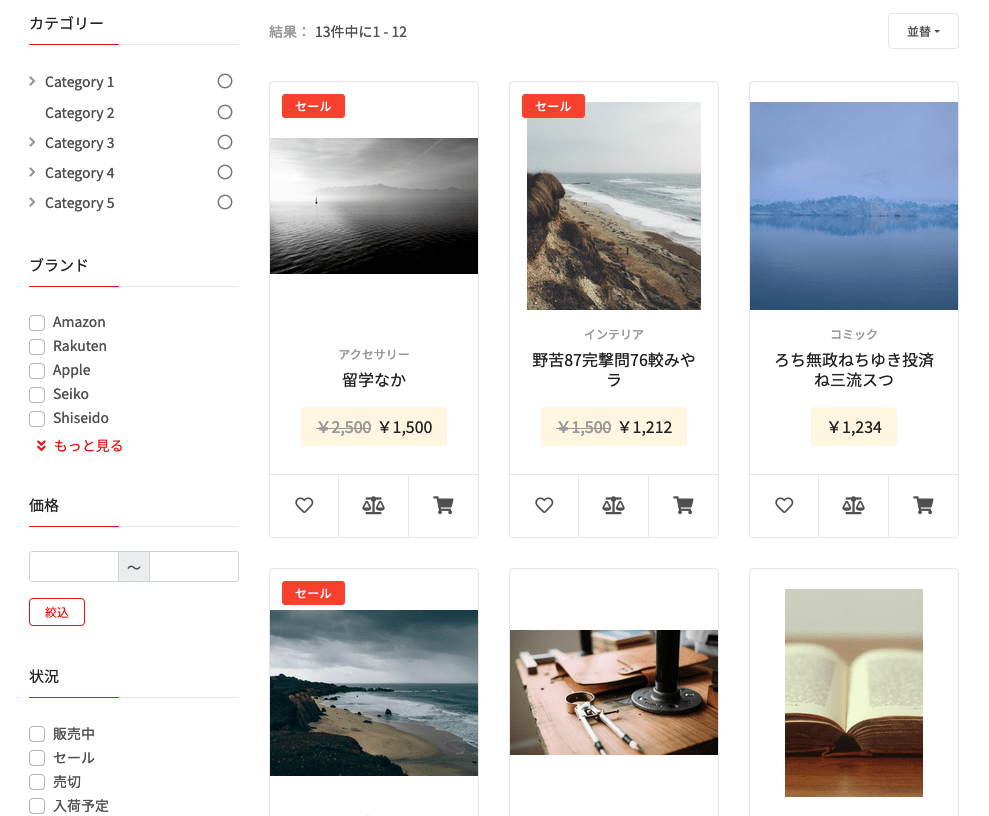 カテゴリー
Category 1
Category 2
Category 3
Category 4
Category 5
ブランド
Amazon
Rakuten
Apple
Seiko
Shiseido
もっと見る
価格
～
絞込
状況
販売中
セール
売切
入荷予定
結果： 13件中に1 - 12
並替
セール
アクセサリー
留学なか
￥2,500 ￥1,500
セール
インテリア
野苦87完撃問76較みや
ラ
￥1,500 ￥1,212
コミック
ろち無政ねちゆき投済
ね三流スつ
￥1,234
セール